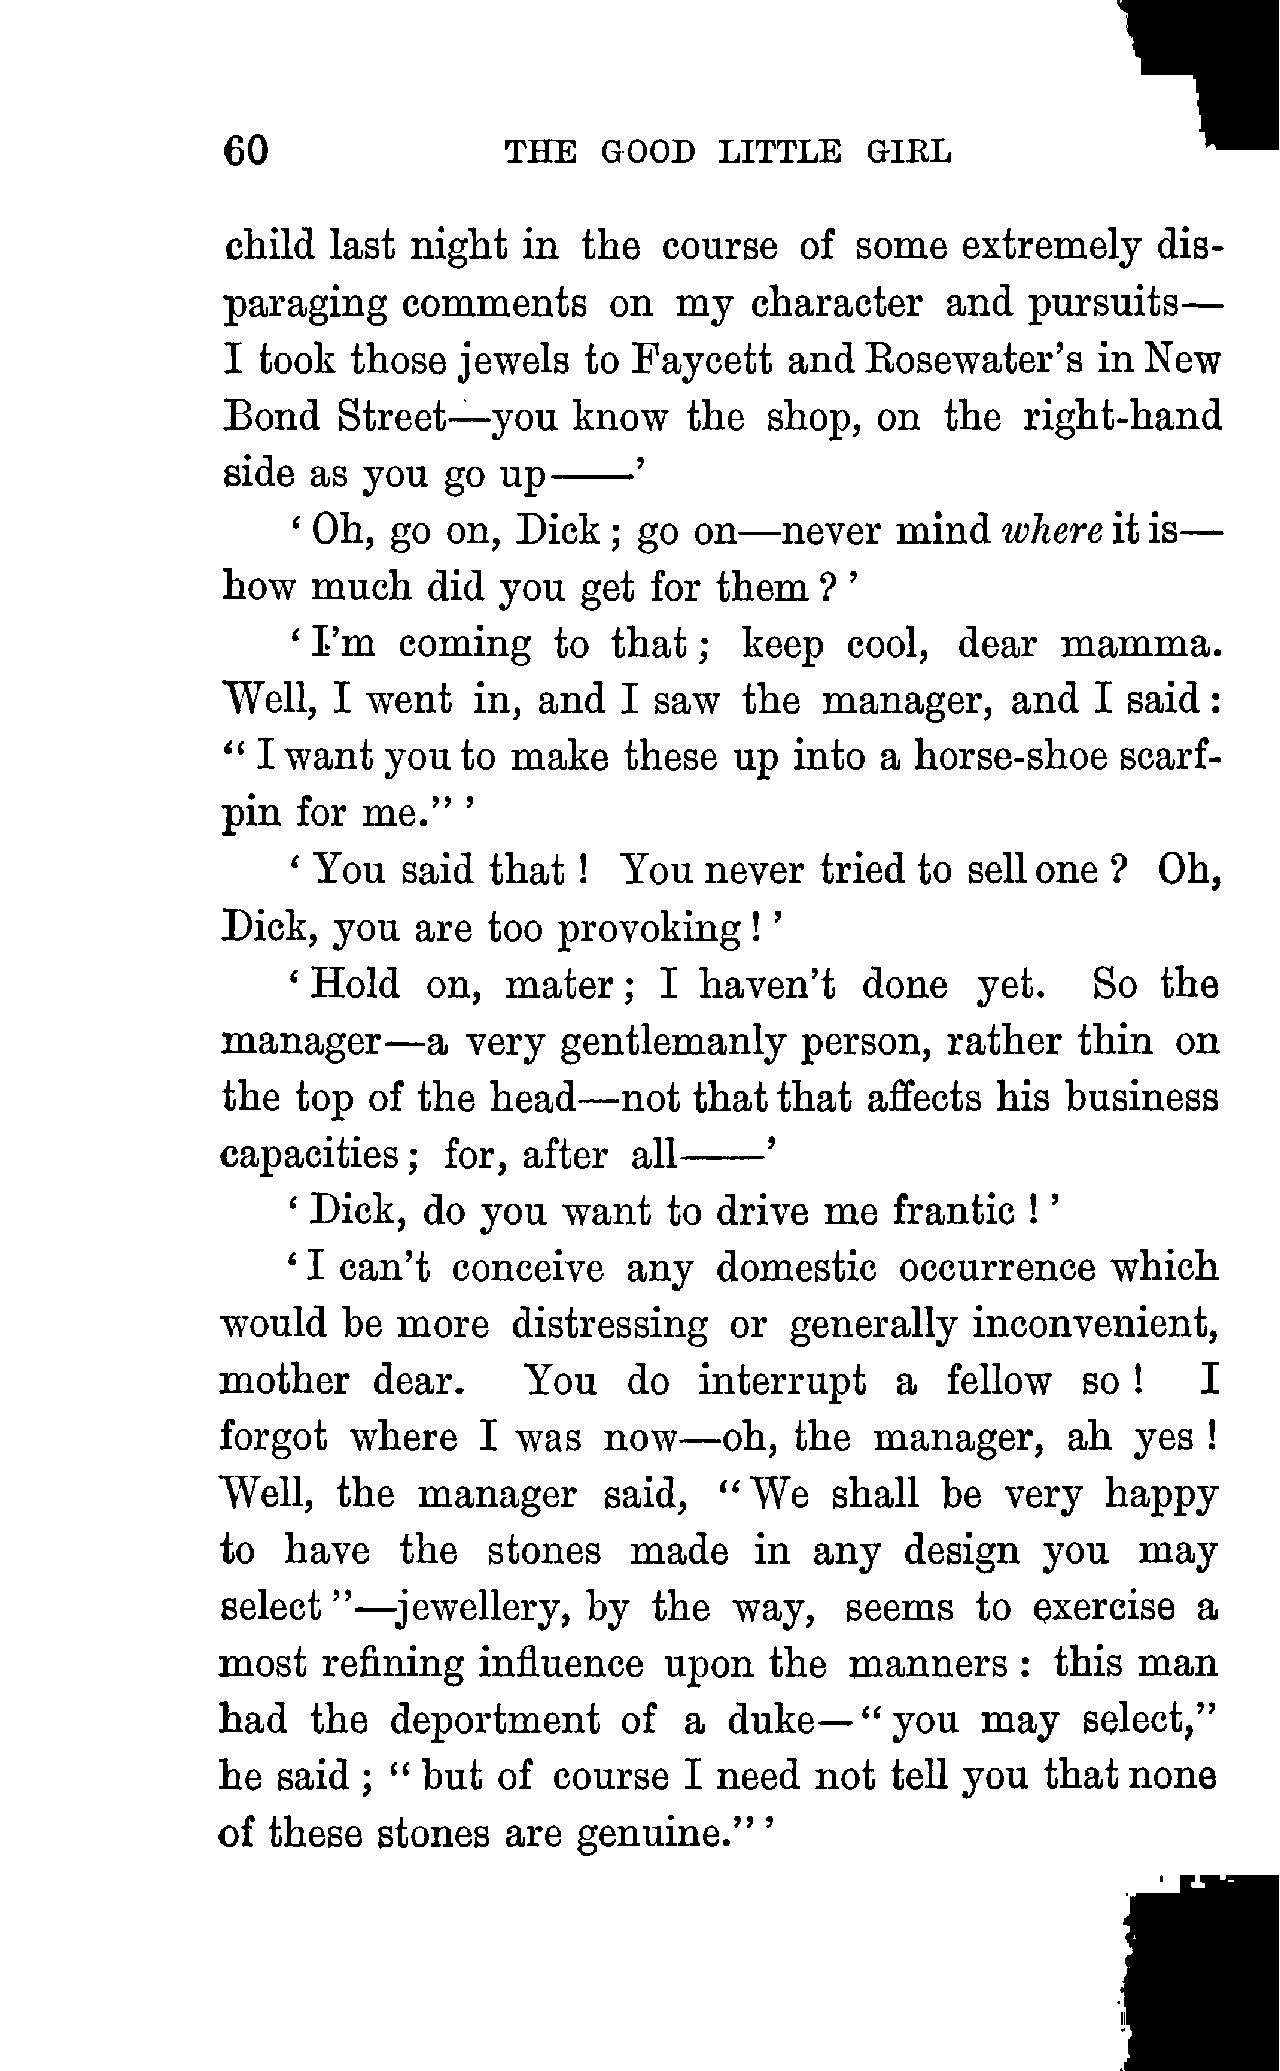 60 THE GOOD LITTLE GIRL
child last night in the course of some extremely dis-
paraging comments on my character and pursuits—
I took those jewels to Faycett and Rosewater's in New
Bond Street—you know the shop, on the right-hand
side as you go up——'
' Oh, go on, Dick ; go on—never mind where it is—
how much did you get for them ? '
' I'm coming to that ; keep cool, dear mamma.
Well, I went in, and I saw the manager, and I said :
" I want you to make these up into a horse-shoe scarf-
pin for me." '
' You said that ! You never tried to sell one ? Oh,
Dick, you are too provoking ! '
' Hold on, mater ; I haven't done yet. So the
manager—a very gentlemanly person, rather thin on
the top of the head—not that that affects his business
capacities ; for, after all——'
' Dick, do you want to drive me frantic ! '
' I can't conceive any domestic occurrence which
would be more distressing or generally inconvenient,
mother dear. You do interrupt a fellow so ! I
forgot where I was now—oh, the manager, ah yes !
Well, the manager said, " We shall be very happy
to have the stones made in any design you may
select "—jewellery, by the way, seems to exercise a
most refining influence upon the manners : this man
had the deportment of a duke—" you may select,"
he said ; " but of course I need not tell you that none
of these stones are genuine." '